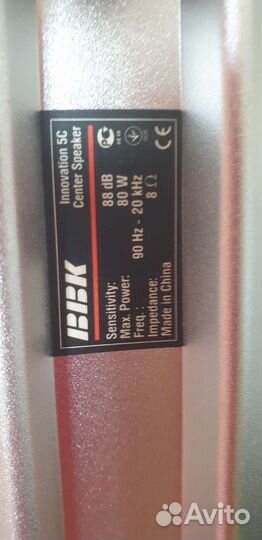 BBK
Innovation 5C
Center Speaker
Sensitivity: 88 dB
Max. Power: 80 W
Freq.: 90 Hz - 20 kHz
Impedance: 8 Ω
Made in China
CE
Avito